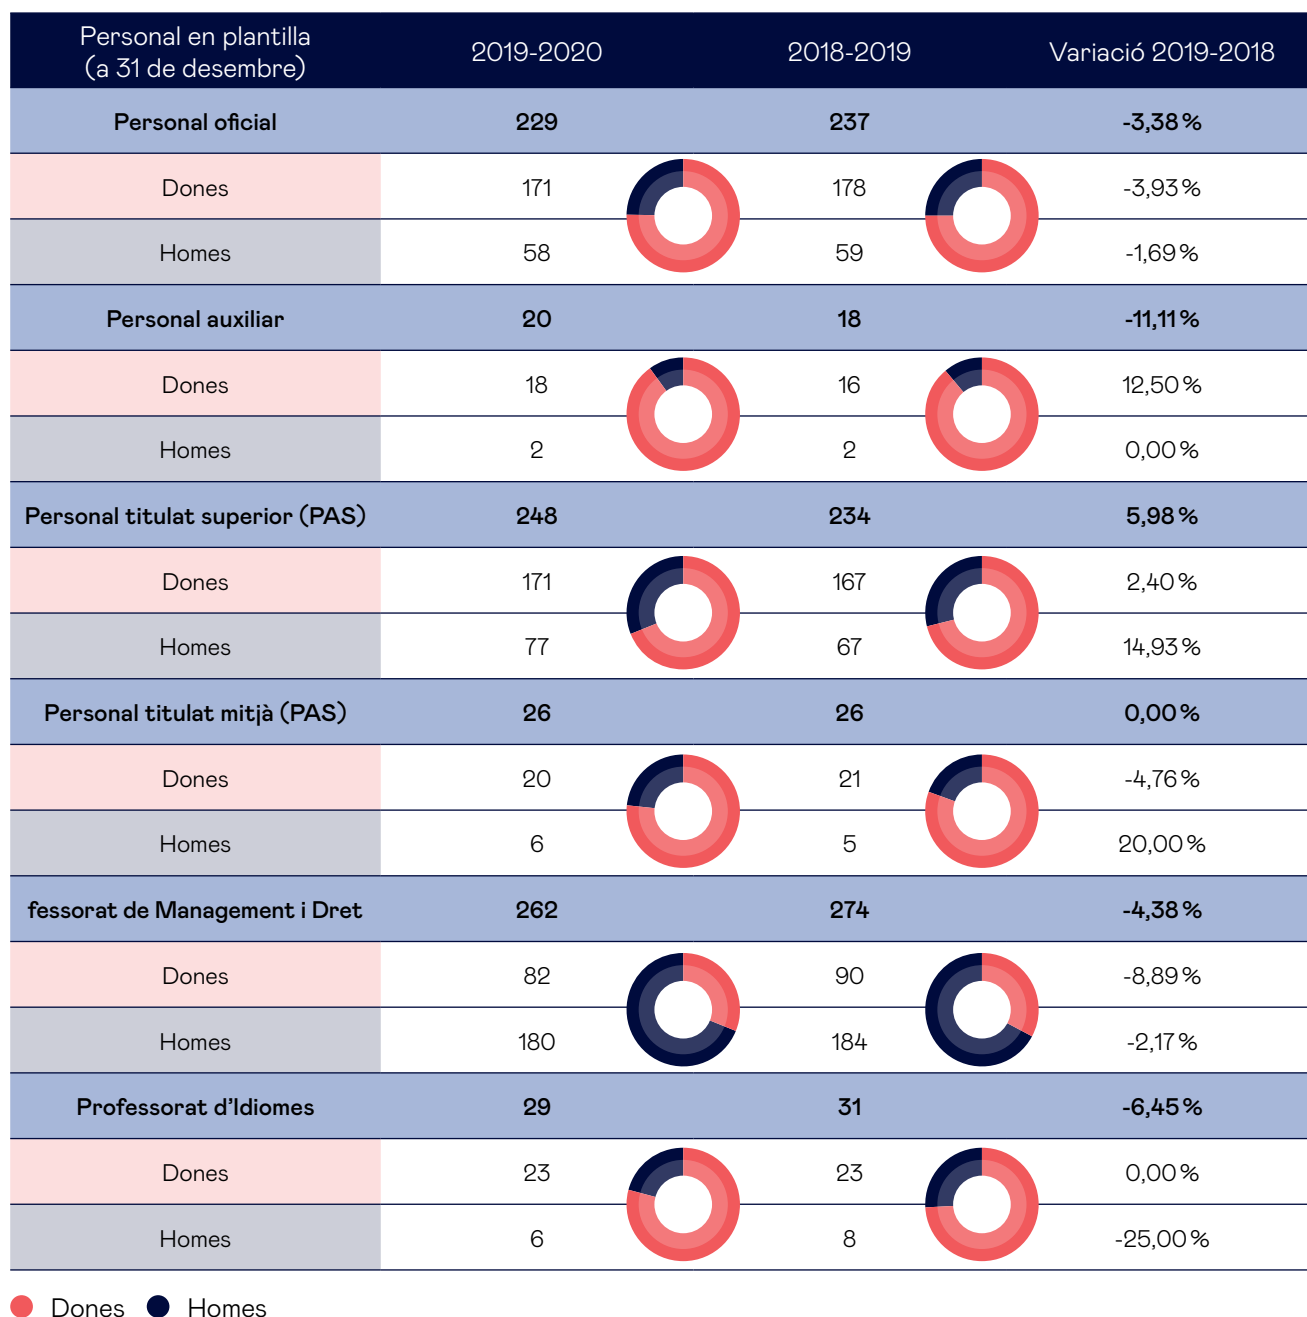 Personal en plantilla
(a 31 de desembre)
2019-2020
2018-2019
Variació 2019-2018
Personal oficial 229 237 -3,38 %
Dones 171 178 -3,93 %
Homes 58 59 -1,69 %
Personal auxiliar 20 18 -11,11 %
Dones 18 16 12,50 %
Homes 2 2 0,00 %
Personal titulat superior (PAS) 248 234 5,98 %
Dones 171 167 2,40 %
Homes 77 67 14,93 %
Personal titulat mitjà (PAS) 26 26 0,00 %
Dones 20 21 -4,76 %
Homes 6 5 20,00 %
fessorat de Management i Dret 262 274 -4,38 %
Dones 82 90 -8,89 %
Homes 180 184 -2,17 %
Professorat d’Idiomes 29 31 -6,45 %
Dones 23 23 0,00 %
Homes 6 8 -25,00 %
Dones Homes